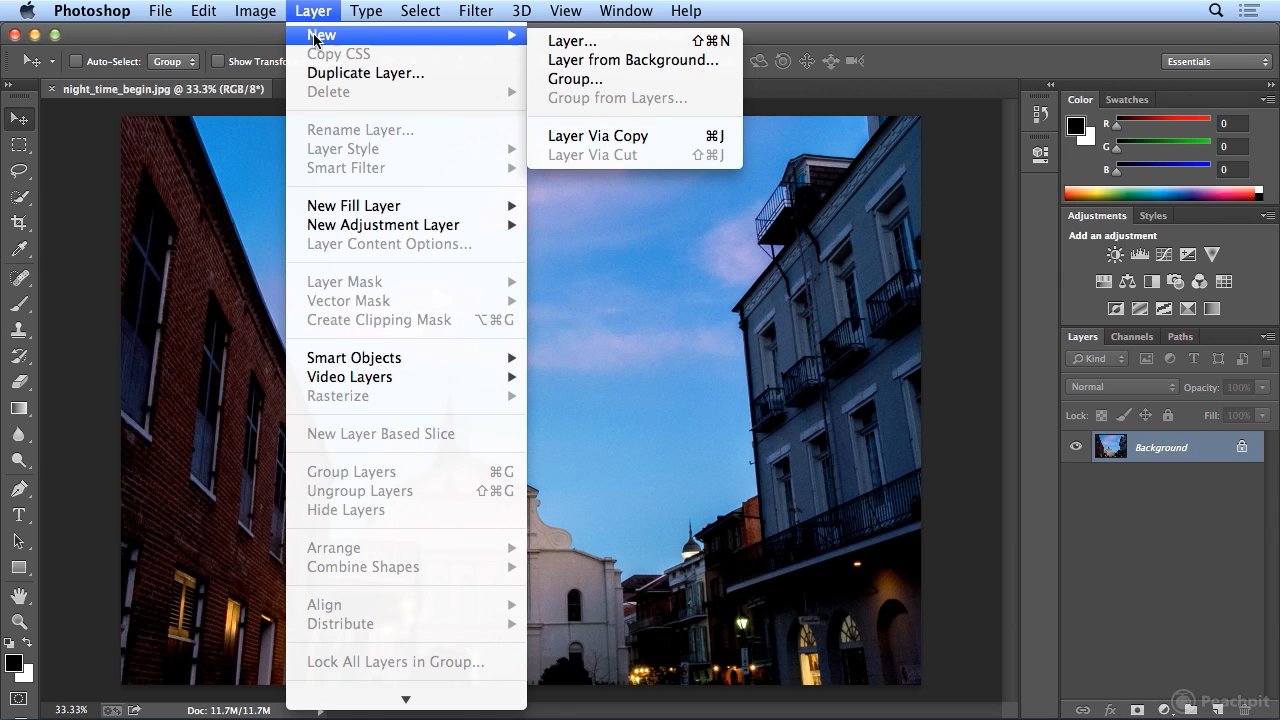 Photoshop File Edit Image Layer Type Select Filter 3D View Window Help
Auto-Select: Group Show Transfo
Essentials
× night_time_begin.jpg @ 33.3% (RGB/8*)
New
Copy CSS
Duplicate Layer...
Delete
Rename Layer...
Layer Style
Smart Filter
New Fill Layer
New Adjustment Layer
Layer Content Options...
Layer Mask
Vector Mask
Create Clipping Mask ⌥⌘G
Smart Objects
Video Layers
Rasterize
New Layer Based Slice
Group Layers ⌘G
Ungroup Layers ⇧⌘G
Hide Layers
Arrange
Combine Shapes
Align
Distribute
Lock All Layers in Group...
Layer... ⇧⌘N
Layer from Background...
Group...
Group from Layers...
Layer Via Copy ⌘J
Layer Via Cut ⇧⌘J
Color Swatches
R 0
G 0
B 0
Adjustments Styles
Add an adjustment
Layers Channels Paths
Kind
Normal Opacity: 100%
Lock: Fill: 100%
Background
33.33% Doc: 11.7M/11.7M
Peachpit